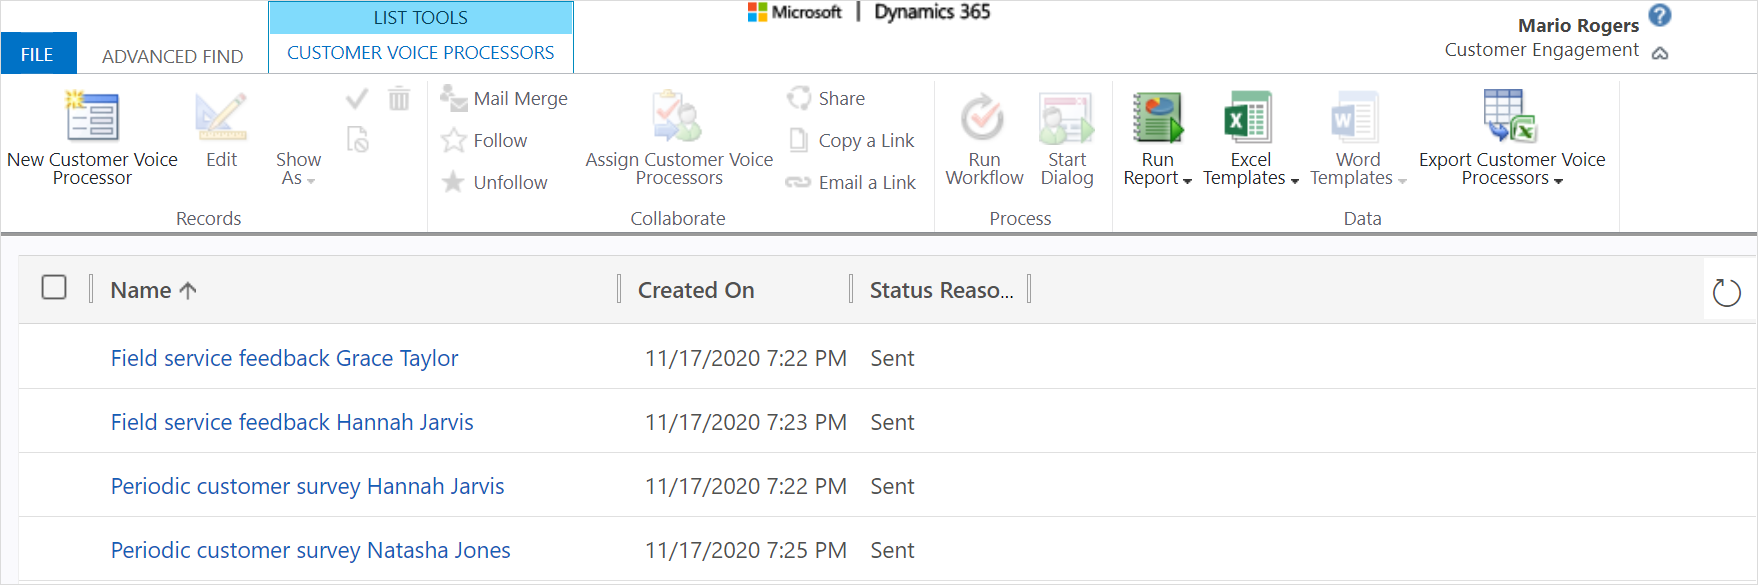 LIST TOOLS
Microsoft | Dynamics 365
Mario Rogers
Customer Engagement
FILE
ADVANCED FIND
CUSTOMER VOICE PROCESSORS
New Customer Voice
Processor
Edit
Show
As
Records
Mail Merge
Follow
Unfollow
Assign Customer Voice
Processors
Share
Copy a Link
Email a Link
Collaborate
Run
Workflow
Start
Dialog
Process
Run
Report
Excel
Templates
Word
Templates
Export Customer Voice
Processors
Data
Name
Created On
Status Reaso...
Field service feedback Grace Taylor 11/17/2020 7:22 PM Sent
Field service feedback Hannah Jarvis 11/17/2020 7:23 PM Sent
Periodic customer survey Hannah Jarvis 11/17/2020 7:22 PM Sent
Periodic customer survey Natasha Jones 11/17/2020 7:25 PM Sent